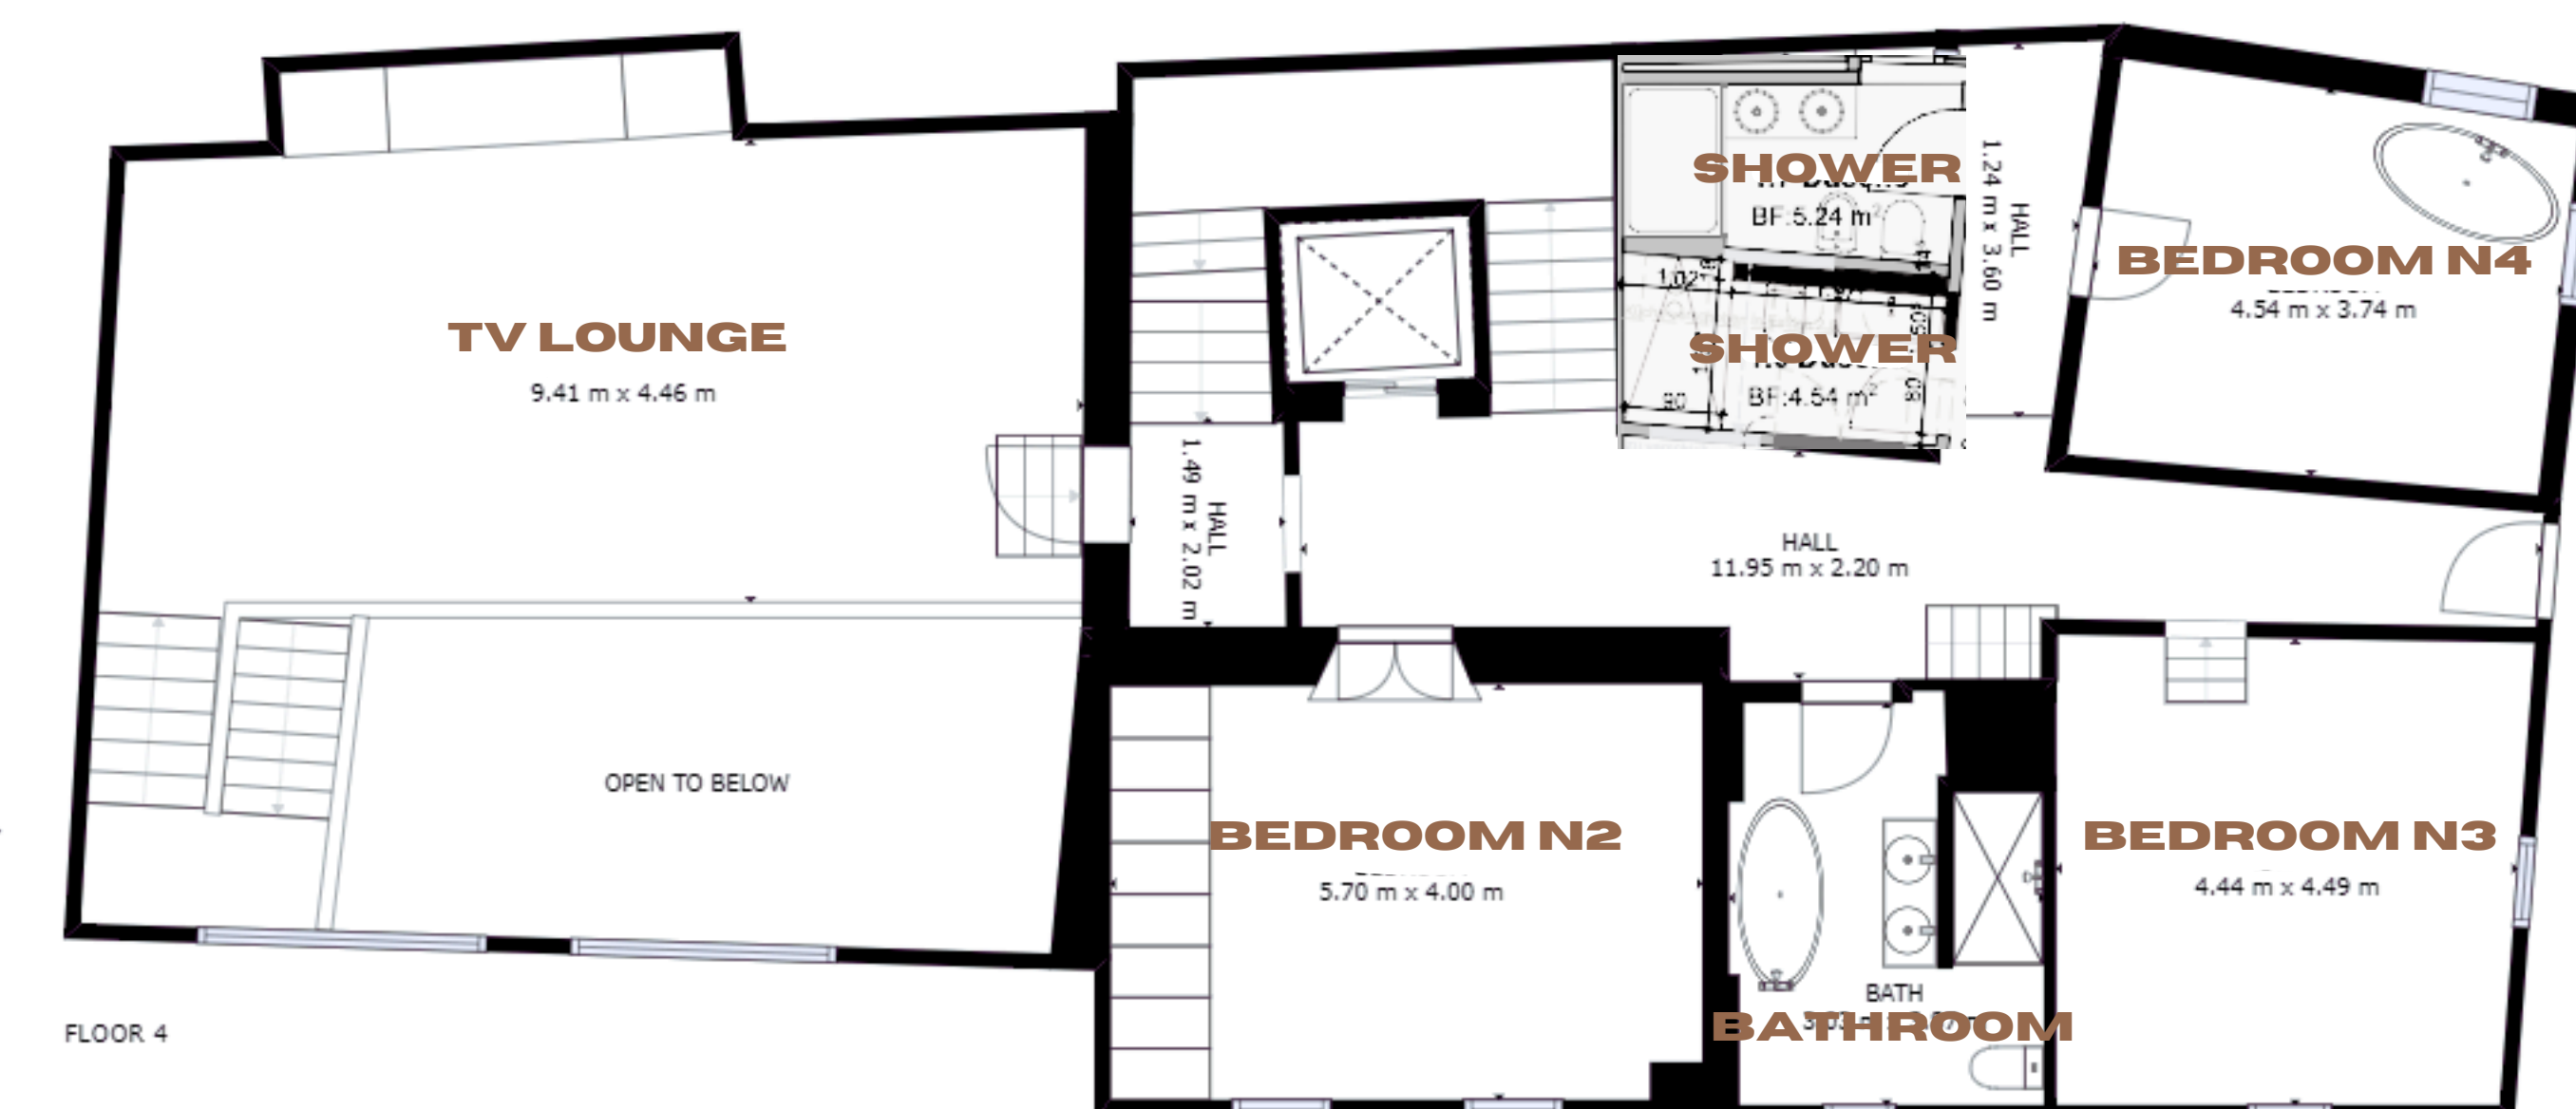 SHOWER
BF:5.24 m²
1.02
SHOWER
BF:4.54 m²
90
HALL
1.24 m x 3.60 m
BEDROOM N4
4.54 m x 3.74 m
TV LOUNGE
9.41 m x 4.46 m
HALL
1.49 m x 2.02 m
HALL
11.95 m x 2.20 m
OPEN TO BELOW
BEDROOM N2
5.70 m x 4.00 m
BEDROOM N3
4.44 m x 4.49 m
BATH
BATHROOM
FLOOR 4